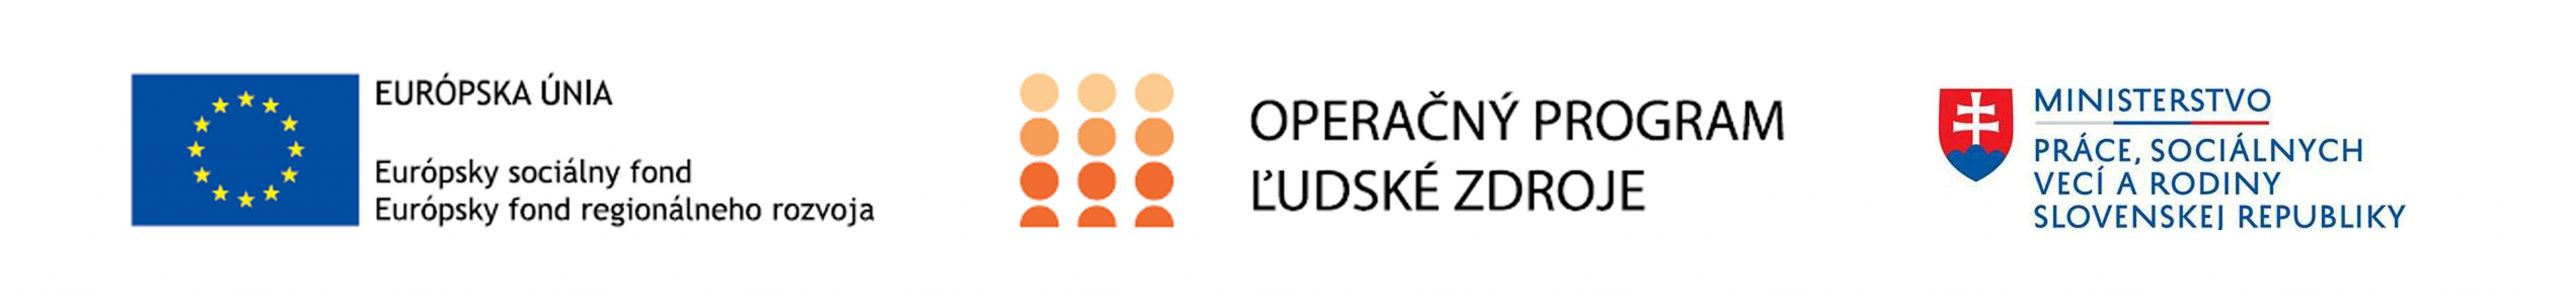 EURÓPSKA ÚNIA
Európsky sociálny fond
Európsky fond regionálneho rozvoja
OPERAČNÝ PROGRAM
ĽUDSKÉ ZDROJE
MINISTERSTVO
PRÁCE, SOCIÁLNYCH
VECÍ A RODINY
SLOVENSKEJ REPUBLIKY